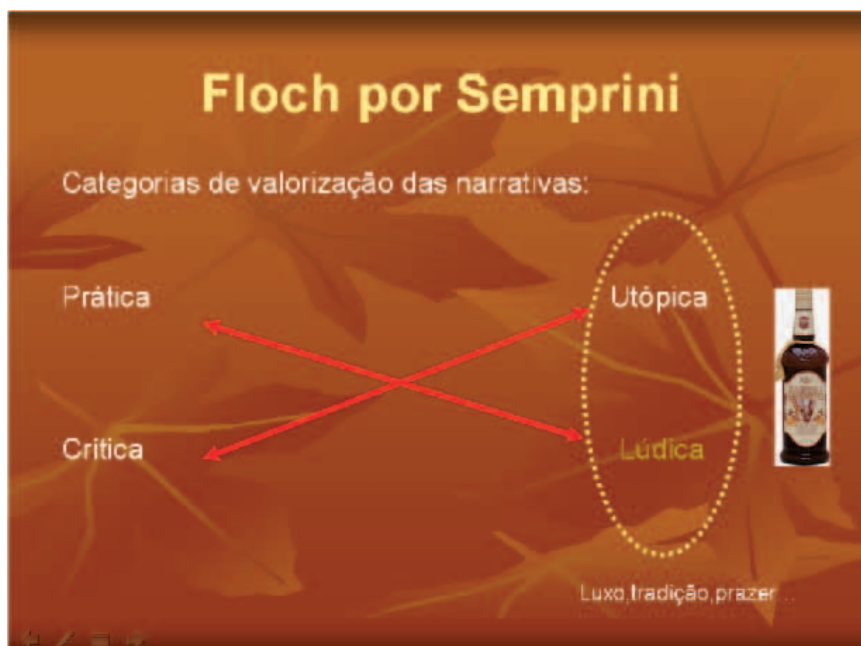 Floch por Semprini
Categorias de valorização das narrativas:
Prática
Utópica
Crítica
Lúdica
Luxo,tradição,prazer...